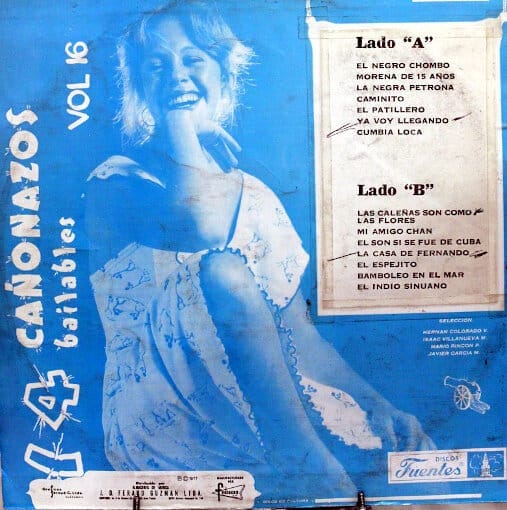 14 CAÑONAZOS
bailables
VOL 16
Lado "A"
EL NEGRO CHOMBO
MORENA DE 15 AÑOS
LA NEGRA PETRONA
CAMINITO
EL PATILLERO
YA VOY LLEGANDO
CUMBIA LOCA
Lado "B"
LAS CALEÑAS SON COMO
LAS FLORES
MI AMIGO CHAN
EL SON SI SE FUE DE CUBA
LA CASA DE FERNANDO
EL ESPEJITO
BAMBOLEO EN EL MAR
EL INDIO SINUANO
SELECCION:
HERNAN COLORADO V.
ISAAC VILLANUEVA M.
MARIO RINCON P.
JAVIER GARCIA M.
DISCOS
Fuentes
Distribuido por
J. D. FERAUD GUZMAN LTDA.